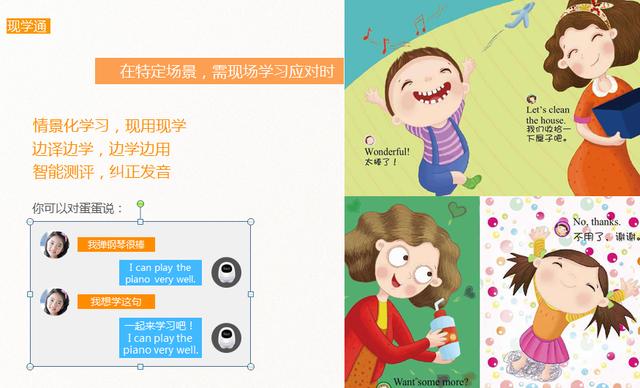 现学通
在特定场景，需现场学习应对时
情景化学习，现用现学
边译边学，边学边用
智能测评，纠正发音
你可以对蛋蛋说：
我弹钢琴很棒
I can play the
piano very well.
我想学这句
一起来学习吧！
I can play the
piano very well.
Wonderful!
太棒了！
Let's clean
the house.
我们收拾一
下屋子吧。
Want some more?
No, thanks.
不用了，谢谢。